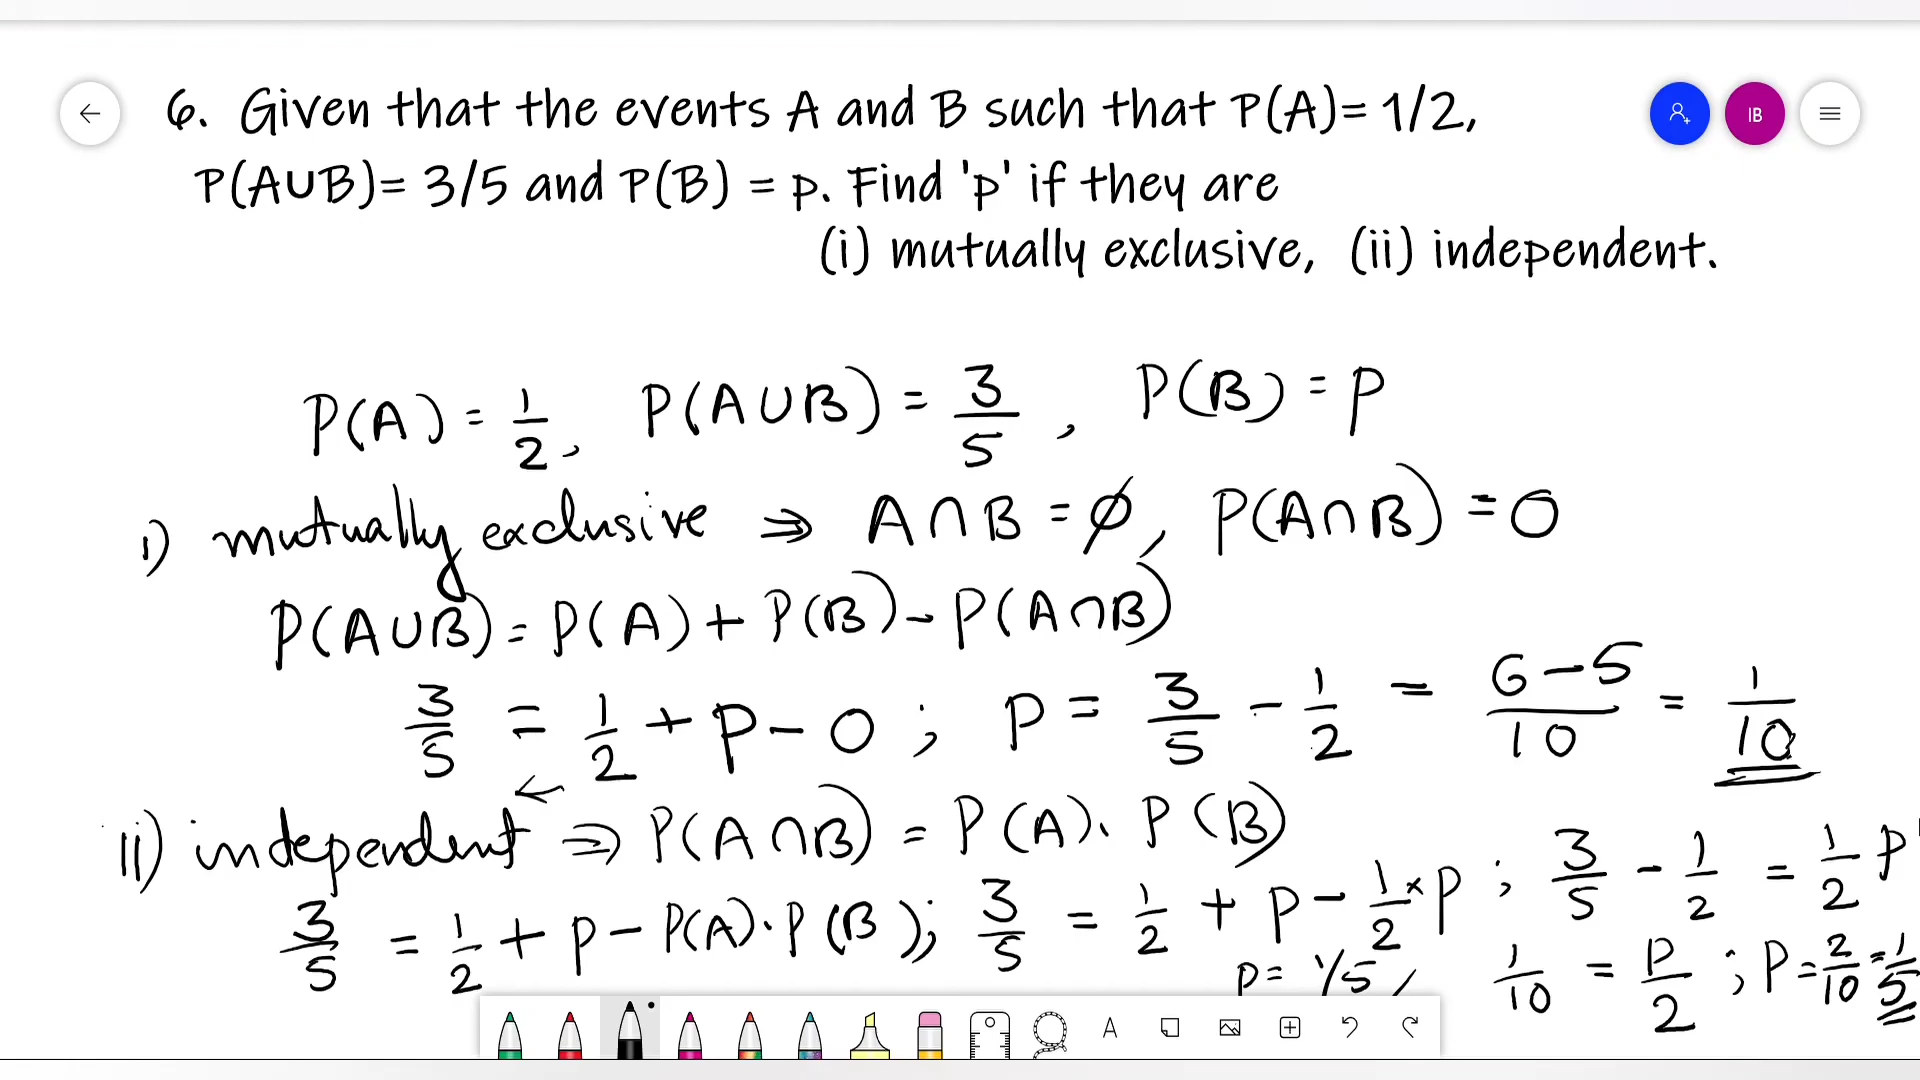 6. Given that the events A and B such that P(A)= 1/2,
IB
P(A∪B)= 3/5 and P(B) = p. Find 'p' if they are
(i) mutually exclusive, (ii) independent.
P(A) = 1/2, P(A∪B) = 3/5, P(B) = p
i) mutually exclusive ⇒ A∩B = ϕ, P(A∩B) = 0
P(A∪B) = P(A) + P(B) - P(A∩B)
3/5 = 1/2 + p - 0 ; p = 3/5 - 1/2 = 6-5/10 = 1/10
ii) independent ⇒ P(A∩B) = P(A). P(B)
3/5 = 1/2 + p - P(A).P(B); 3/5 = 1/2 + p - 1/2 × p ; 3/5 - 1/2 = 1/2 p
p = 1/5, 1/10 = p/2 ; p = 2/10 = 1/5
A